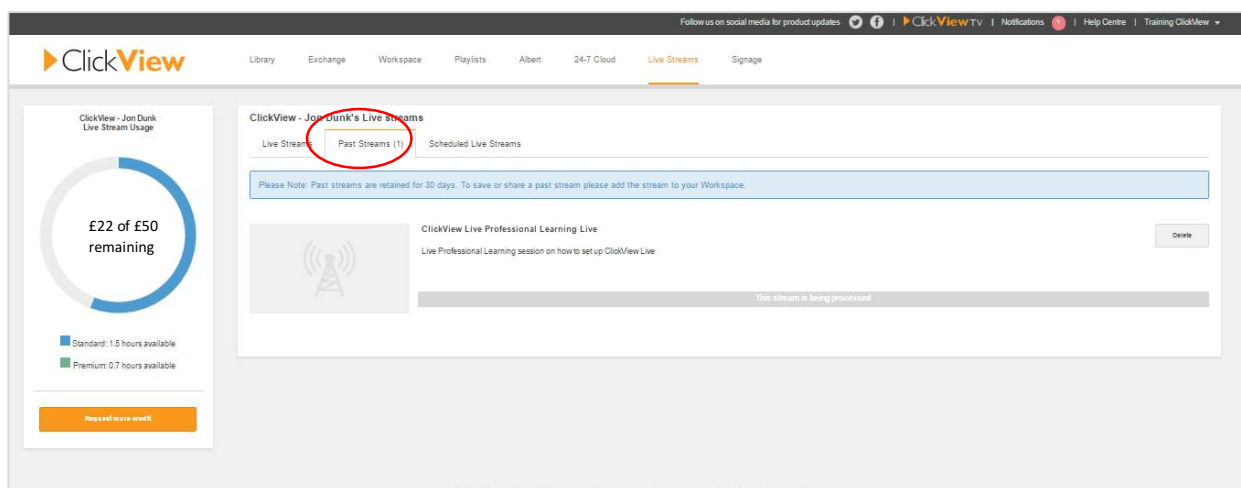 Follow us on social media for product updates | ClickView TV | Notifications 1 | Help Centre | Training ClickView
ClickView
Library Exchange Workspace Playlists Albert 24-7 Cloud Live Streams Signage
ClickView - Jon Dunk
Live Stream Usage
£22 of £50
remaining
Standard: 1.5 hours available
Premium: 0.7 hours available
Request more credit
ClickView - Jon Dunk's Live streams
Live Streams Past Streams (1) Scheduled Live Streams
Please Note: Past streams are retained for 30 days. To save or share a past stream please add the stream to your Workspace.
ClickView Live Professional Learning Live
Live Professional Learning session on how to set up ClickView Live
Delete
This stream is being processed